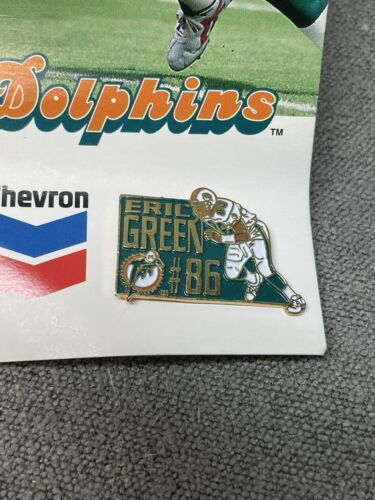 Dolphins
TM
Chevron
ERIC
GREEN
#86